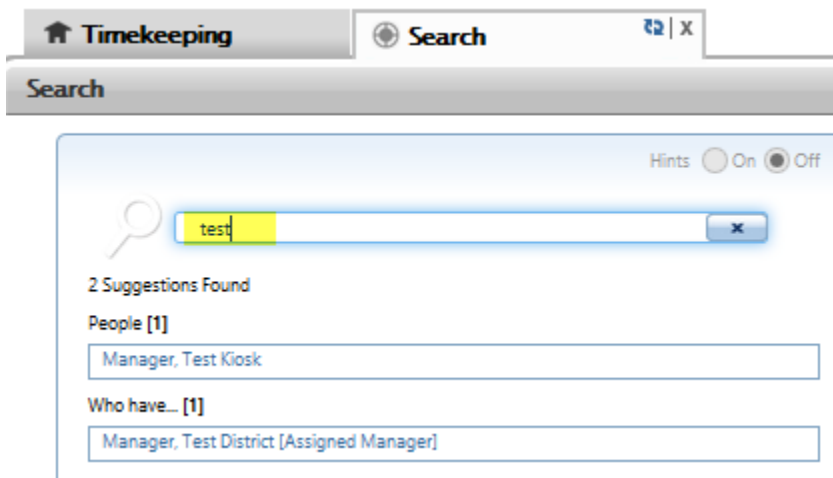 Timekeeping
Search
X
Search
Hints On Off
test
x
2 Suggestions Found
People [1]
Manager, Test Kiosk
Who have... [1]
Manager, Test District [Assigned Manager]